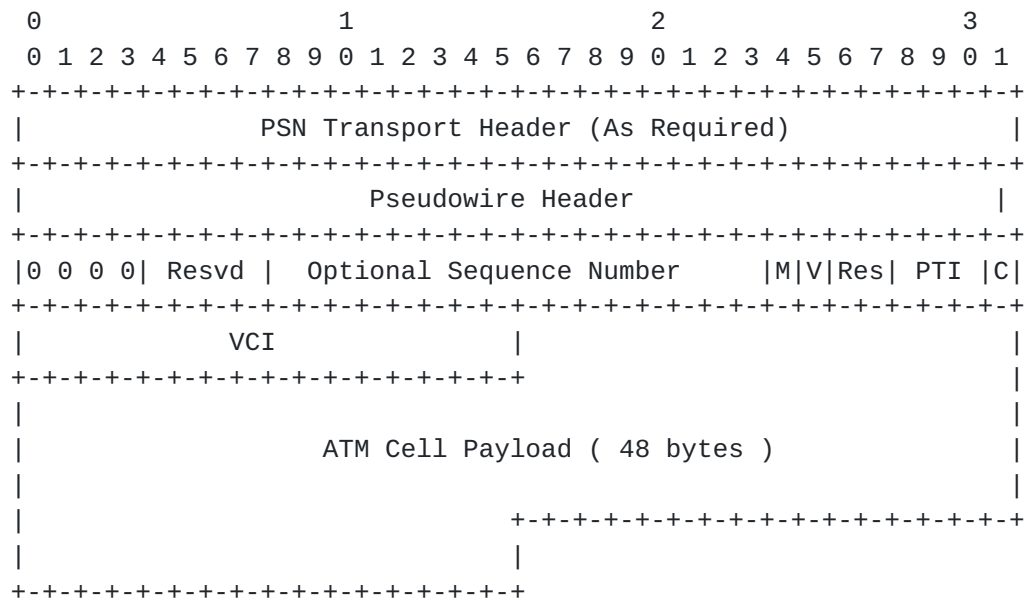 0                   1                   2                   3
 0 1 2 3 4 5 6 7 8 9 0 1 2 3 4 5 6 7 8 9 0 1 2 3 4 5 6 7 8 9 0 1
+-+-+-+-+-+-+-+-+-+-+-+-+-+-+-+-+-+-+-+-+-+-+-+-+-+-+-+-+-+-+-+-+
|               PSN Transport Header (As Required)              |
+-+-+-+-+-+-+-+-+-+-+-+-+-+-+-+-+-+-+-+-+-+-+-+-+-+-+-+-+-+-+-+-+
|                      Pseudowire Header                       |
+-+-+-+-+-+-+-+-+-+-+-+-+-+-+-+-+-+-+-+-+-+-+-+-+-+-+-+-+-+-+-+-+
|0 0 0 0| Resvd |  Optional Sequence Number     |M|V|Res| PTI |C|
+-+-+-+-+-+-+-+-+-+-+-+-+-+-+-+-+-+-+-+-+-+-+-+-+-+-+-+-+-+-+-+-+
|             VCI               |                               |
+-+-+-+-+-+-+-+-+-+-+-+-+-+-+-+-+                               |
|                                                               |
|                   ATM Cell Payload ( 48 bytes )               |
|                                                               |
|                               +-+-+-+-+-+-+-+-+-+-+-+-+-+-+-+-+
|                               |
+-+-+-+-+-+-+-+-+-+-+-+-+-+-+-+-+